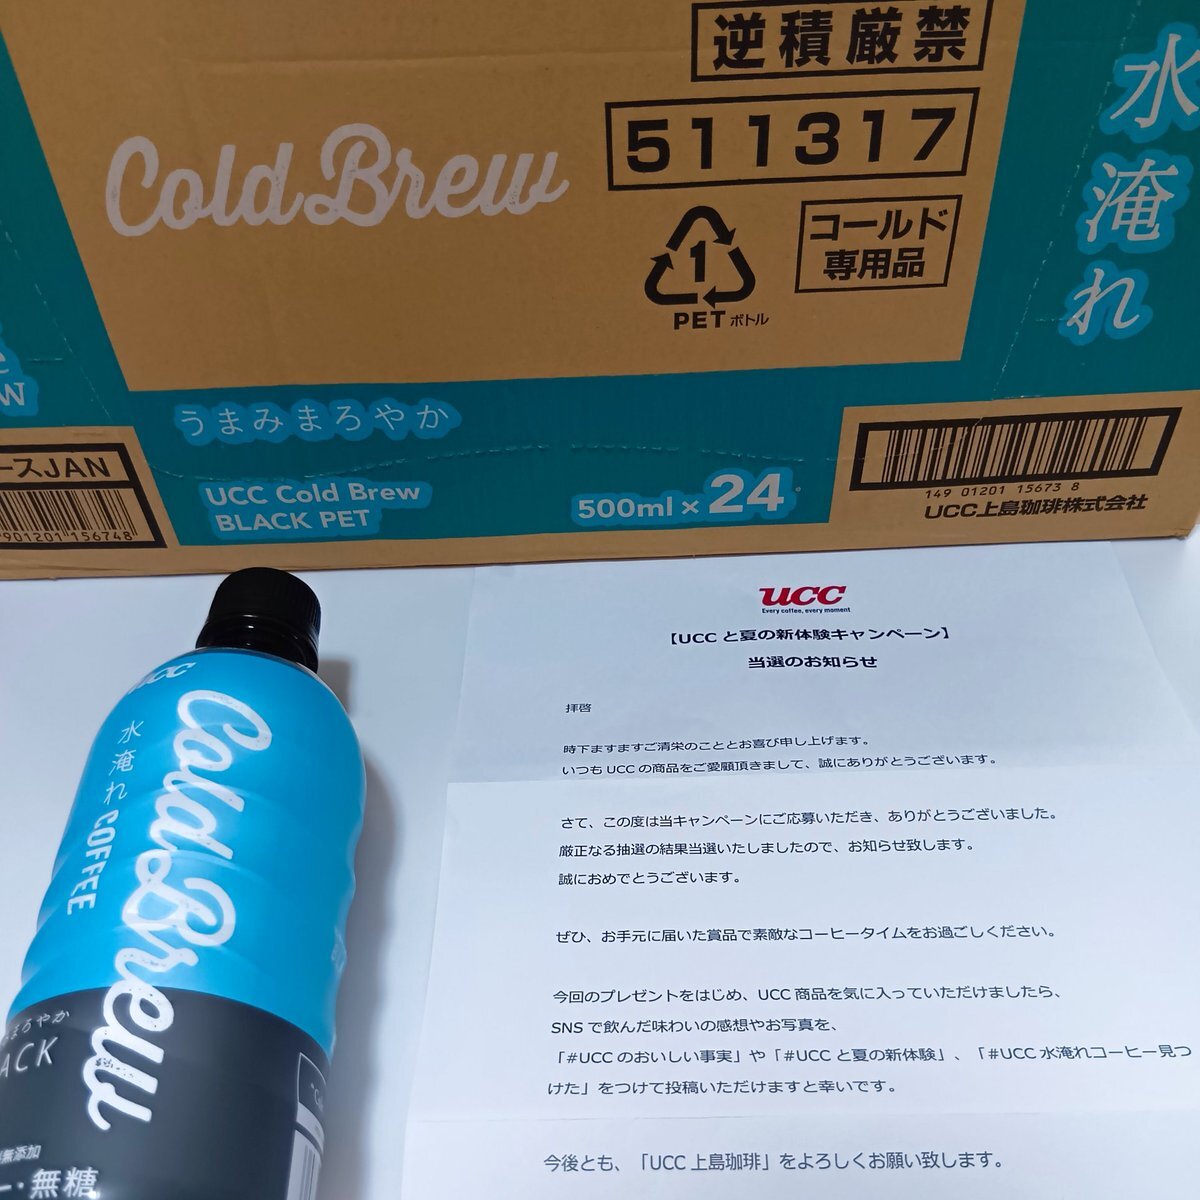 逆積厳禁
Cold Brew
511317
水淹れ
1
PET ボトル
コールド
専用品
うまみまろやか
UCC Cold Brew
BLACK PET
500ml×24
ースJAN
901201 156748
149 01201 15673 8
UCC上島珈琲株式会社
ucc
Cold Brew
水淹れ COFFEE
まろやか
ACK
無添加
ー・無糖
ucc
Every coffee, every moment
【UCC と夏の新体験キャンペーン】
当選のお知らせ
拝啓
時下ますますご清栄のこととお喜び申し上げます。
いつも UCC の商品をご愛顧頂きまして、誠にありがとうございます。
さて、この度は当キャンペーンにご応募いただき、ありがとうございました。
厳正なる抽選の結果当選いたしましたので、お知らせ致します。
誠におめでとうございます。
ぜひ、お手元に届いた賞品で素敵なコーヒータイムをお過ごしください。
今回のプレゼントをはじめ、UCC 商品を気に入っていただけましたら、
SNS で飲んだ味わいの感想やお写真を、
「#UCC のおいしい事実」や「#UCC と夏の新体験」、「#UCC 水淹れコーヒー見つ
けた」をつけて投稿いただけますと幸いです。
今後とも、「UCC 上島珈琲」をよろしくお願い致します。